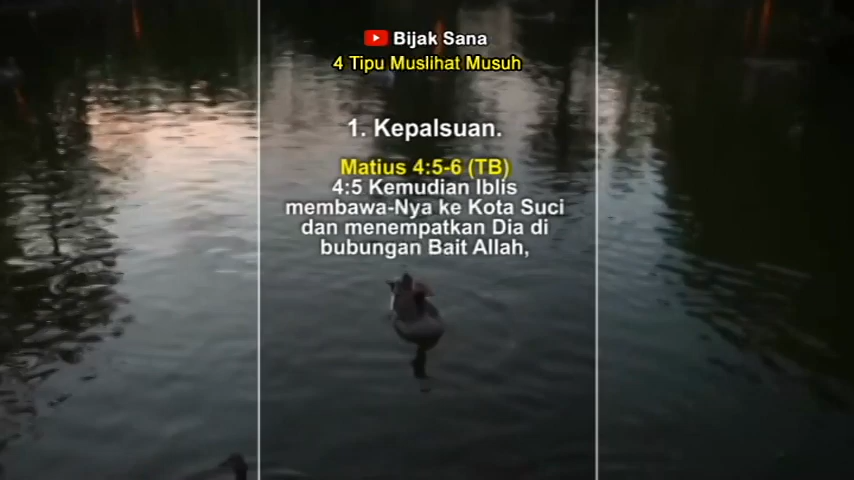 Bijak Sana
4 Tipu Muslihat Musuh
1. Kepalsuan.
Matius 4:5-6 (TB)
4:5 Kemudian Iblis
membawa-Nya ke Kota Suci
dan menempatkan Dia di
bubungan Bait Allah,